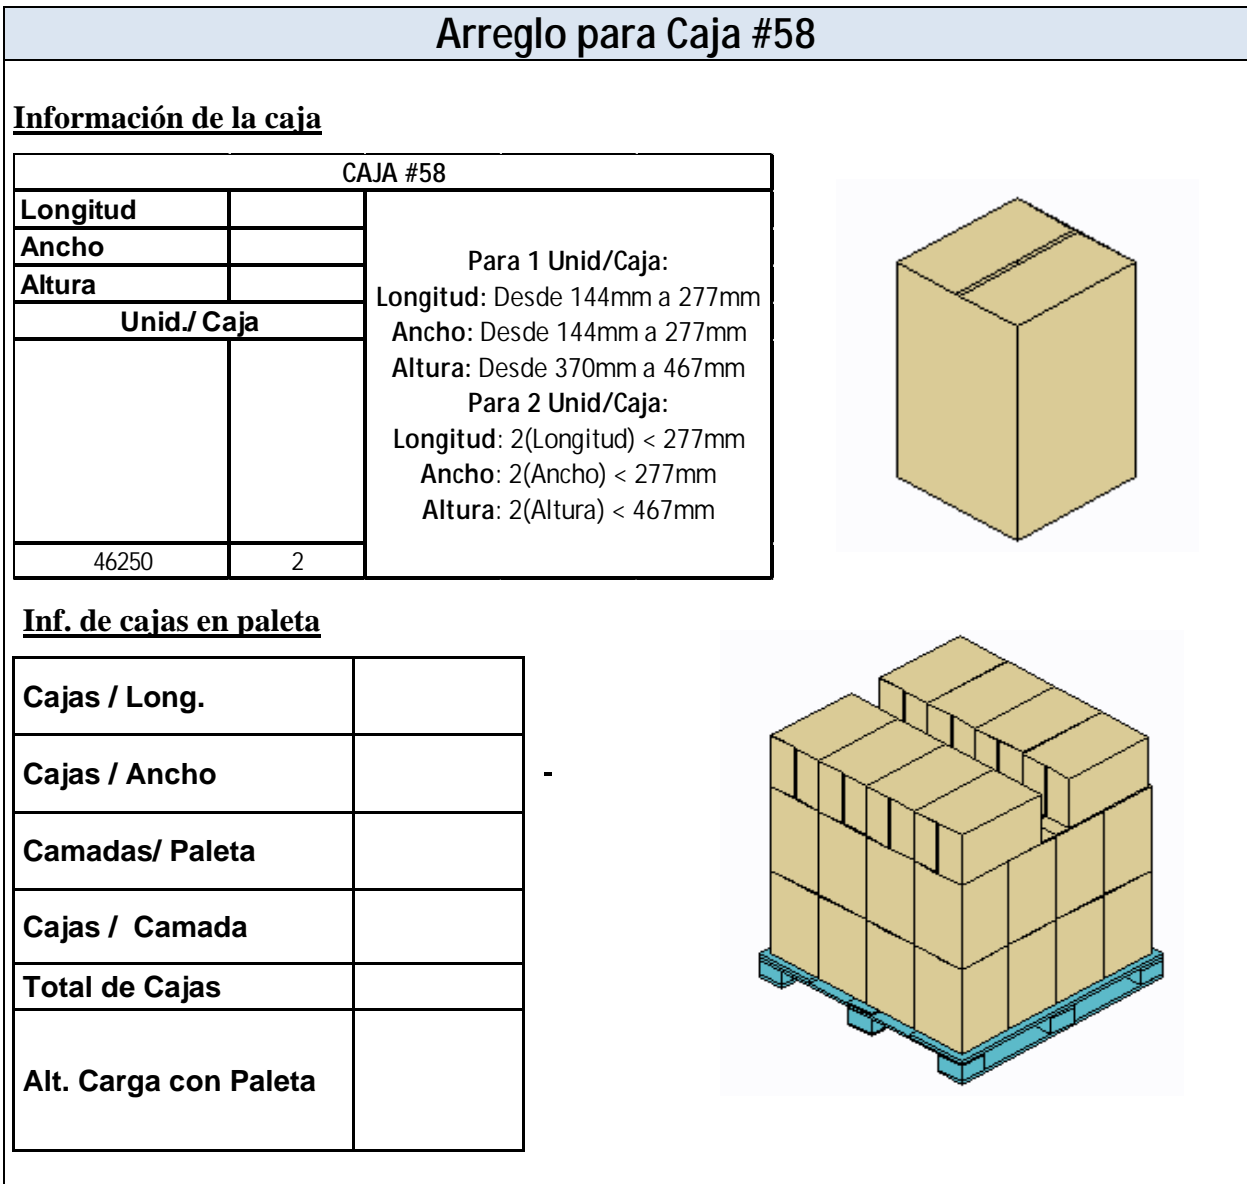 Arreglo para Caja #58
Información de la caja
CAJA #58
Longitud
Ancho
Altura
Unid./ Caja
46250 2
Para 1 Unid/Caja:
Longitud: Desde 144mm a 277mm
Ancho: Desde 144mm a 277mm
Altura: Desde 370mm a 467mm
Para 2 Unid/Caja:
Longitud: 2(Longitud) < 277mm
Ancho: 2(Ancho) < 277mm
Altura: 2(Altura) < 467mm
Inf. de cajas en paleta
Cajas / Long.
Cajas / Ancho
-
Camadas/ Paleta
Cajas / Camada
Total de Cajas
Alt. Carga con Paleta